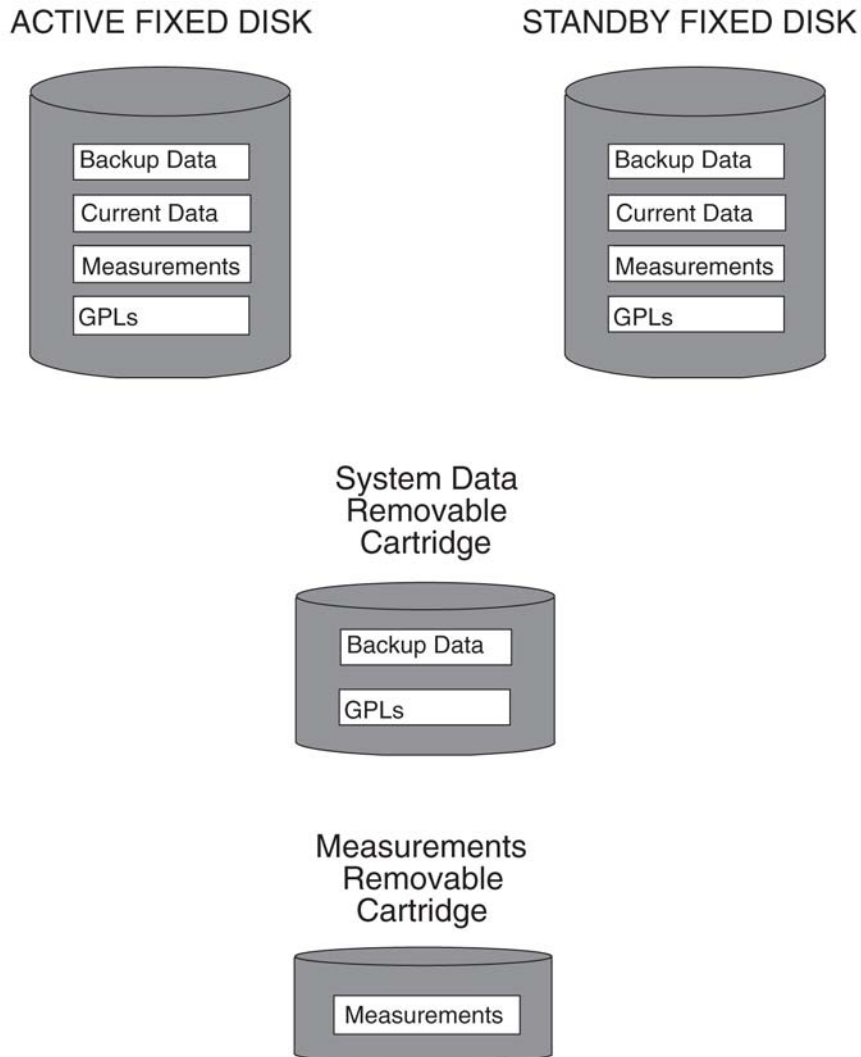 ACTIVE FIXED DISK
Backup Data
Current Data
Measurements
GPLs
STANDBY FIXED DISK
Backup Data
Current Data
Measurements
GPLs
System Data
Removable
Cartridge
Backup Data
GPLs
Measurements
Removable
Cartridge
Measurements